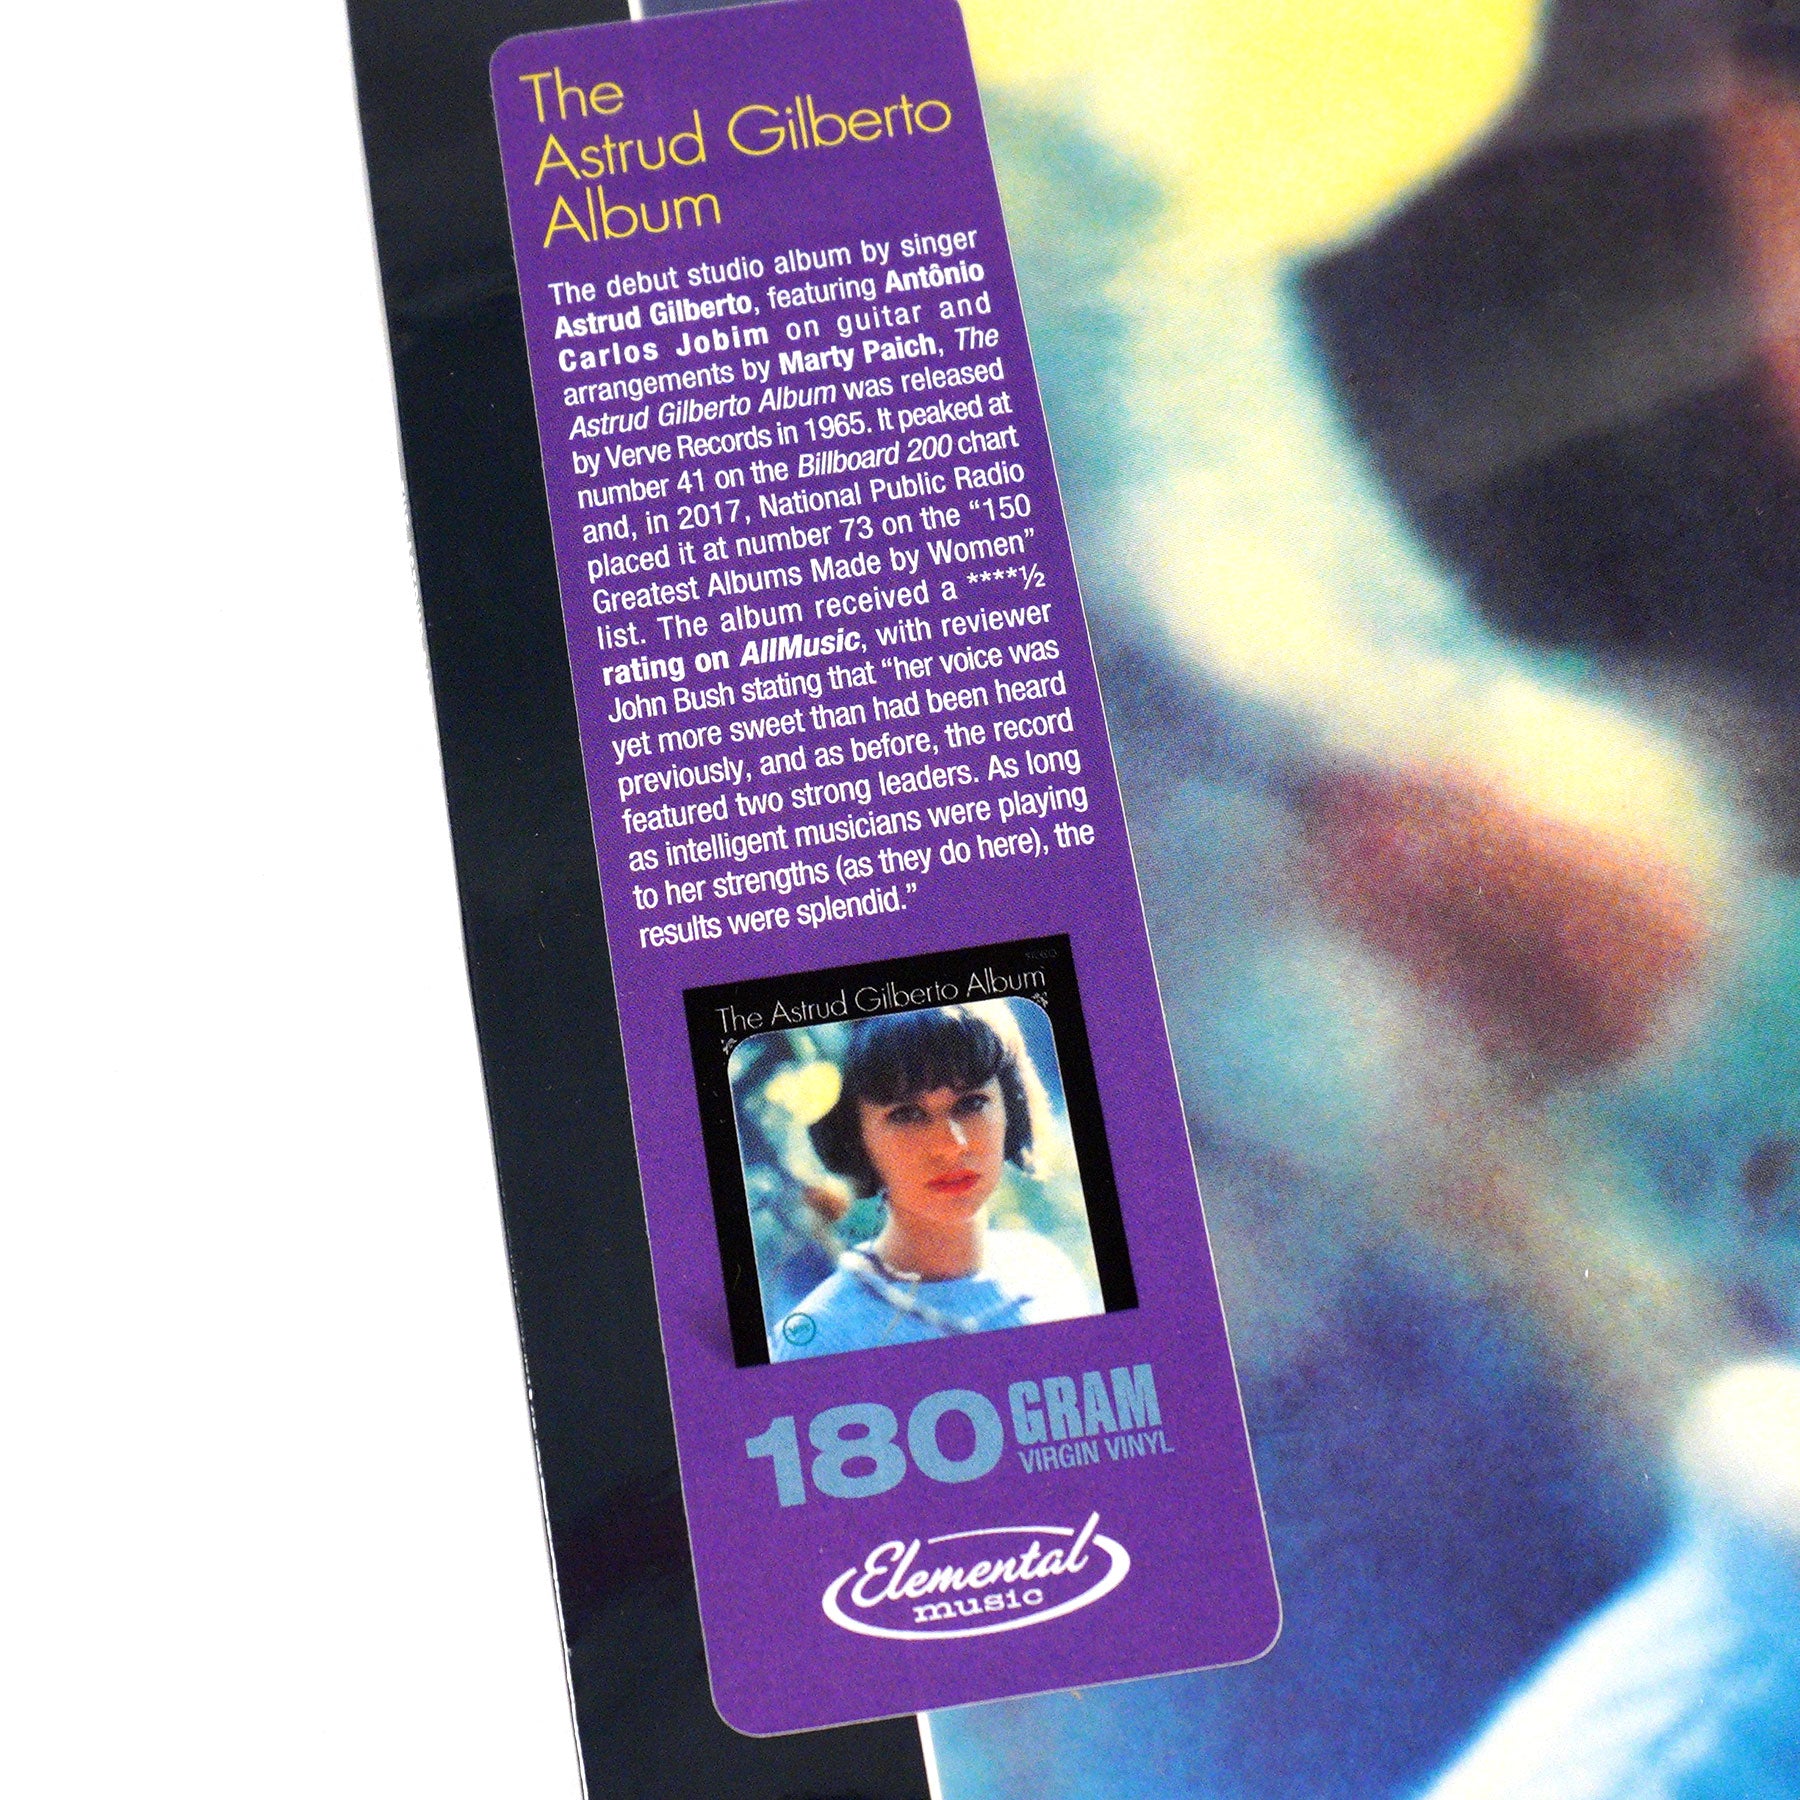 The
Astrud Gilberto
Album
The debut studio album by singer
Astrud Gilberto, featuring Antônio
Carlos Jobim on guitar and
arrangements by Marty Paich, The
Astrud Gilberto Album was released
by Verve Records in 1965. It peaked at
number 41 on the Billboard 200 chart
and, in 2017, National Public Radio
placed it at number 73 on the “150
Greatest Albums Made by Women”
list. The album received a ****½
rating on AllMusic, with reviewer
John Bush stating that “her voice was
yet more sweet than had been heard
previously, and as before, the record
featured two strong leaders. As long
as intelligent musicians were playing
to her strengths (as they do here), the
results were splendid.”
The Astrud Gilberto Album
180 GRAM
VIRGIN VINYL
Elemental
music